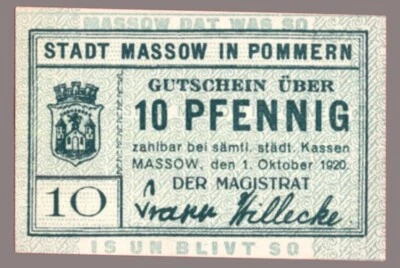 MASSOW DAT WAS SO
STADT MASSOW IN POMMERN
GUTSCHEIN ÜBER
10 PFENNIG
zahlbar bei sämtl. städt. Kassen
MASSOW, den 1. Oktober 1920.
DER MAGISTRAT
10
Willecke
IS UN BLIVT SO